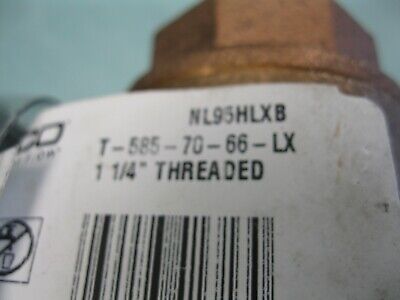 NL95HLXB
T-585-70-66-LX
1 1/4" THREADED